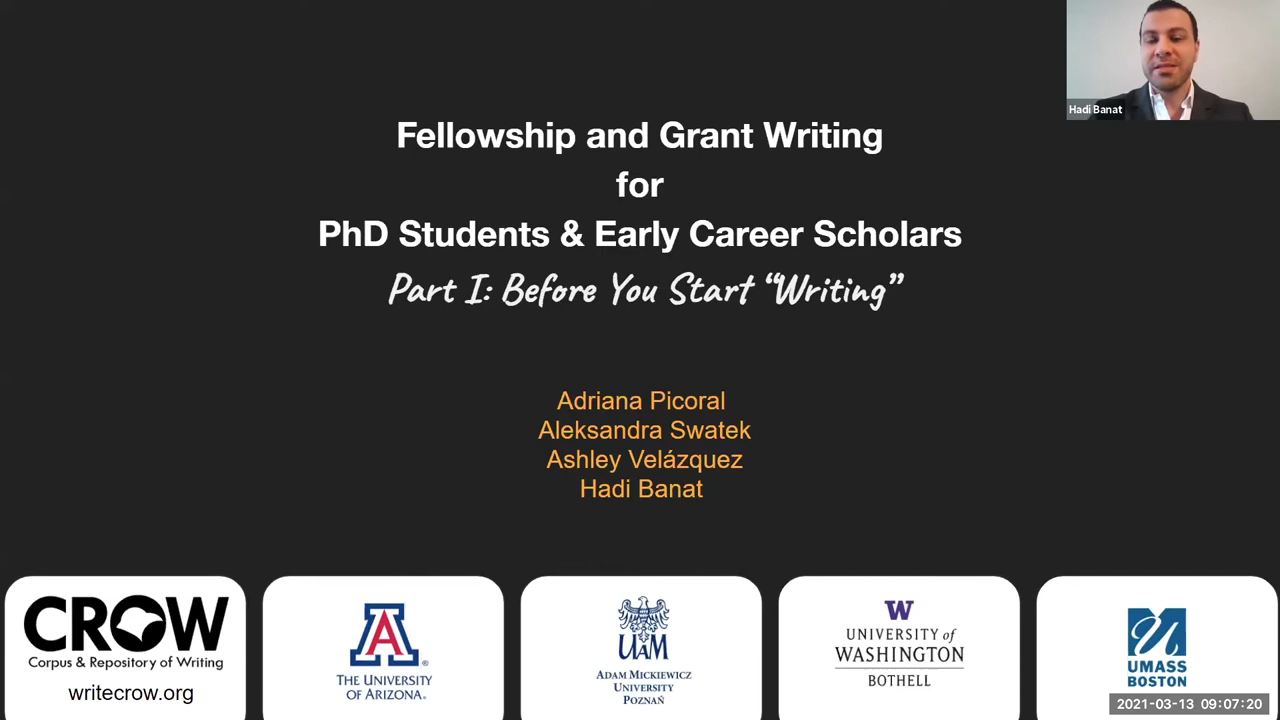 Hadi Banat
Fellowship and Grant Writing
for
PhD Students & Early Career Scholars
Part I: Before You Start “Writing”
Adriana Picoral
Aleksandra Swatek
Ashley Velázquez
Hadi Banat
CROW
Corpus & Repository of Writing
writecrow.org
A
THE UNIVERSITY
OF ARIZONA®
UAM
ADAM MICKIEWICZ
UNIVERSITY
POZNAŃ
W
UNIVERSITY of
WASHINGTON
BOTHELL
UMASS
BOSTON
2021-03-13 09:07:20